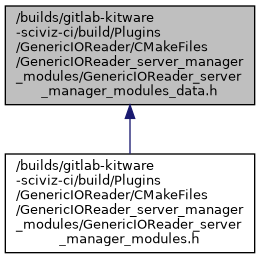 /builds/gitlab-kitware
-sciviz-ci/build/Plugins
/GenericIOReader/CMakeFiles
/GenericIOReader_server_manager
_modules/GenericIOReader_server
_manager_modules_data.h
/builds/gitlab-kitware
-sciviz-ci/build/Plugins
/GenericIOReader/CMakeFiles
/GenericIOReader_server_manager
_modules/GenericIOReader_server
_manager_modules.h